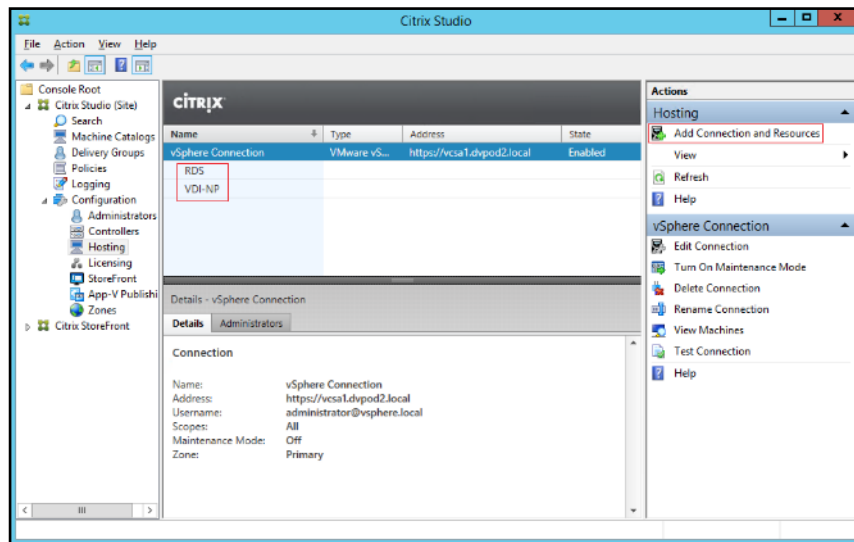 Citrix Studio
File Action View Help
Console Root
Citrix Studio (Site)
Search
Machine Catalogs
Delivery Groups
Policies
Logging
Configuration
Administrators
Controllers
Hosting
Licensing
StoreFront
App-V Publishi
Zones
Citrix StoreFront
CITRIX
Name Type Address State
vSphere Connection VMware vS... https://vcsa1.dvpod2.local Enabled
RDS
VDI-NP
Details - vSphere Connection
Details Administrators
Connection
Name: vSphere Connection
Address: https://vcsa1.dvpod2.local
Username: administrator@vsphere.local
Scopes: All
Maintenance Mode: Off
Zone: Primary
Actions
Hosting
Add Connection and Resources
View
Refresh
Help
vSphere Connection
Edit Connection
Turn On Maintenance Mode
Delete Connection
Rename Connection
View Machines
Test Connection
Help